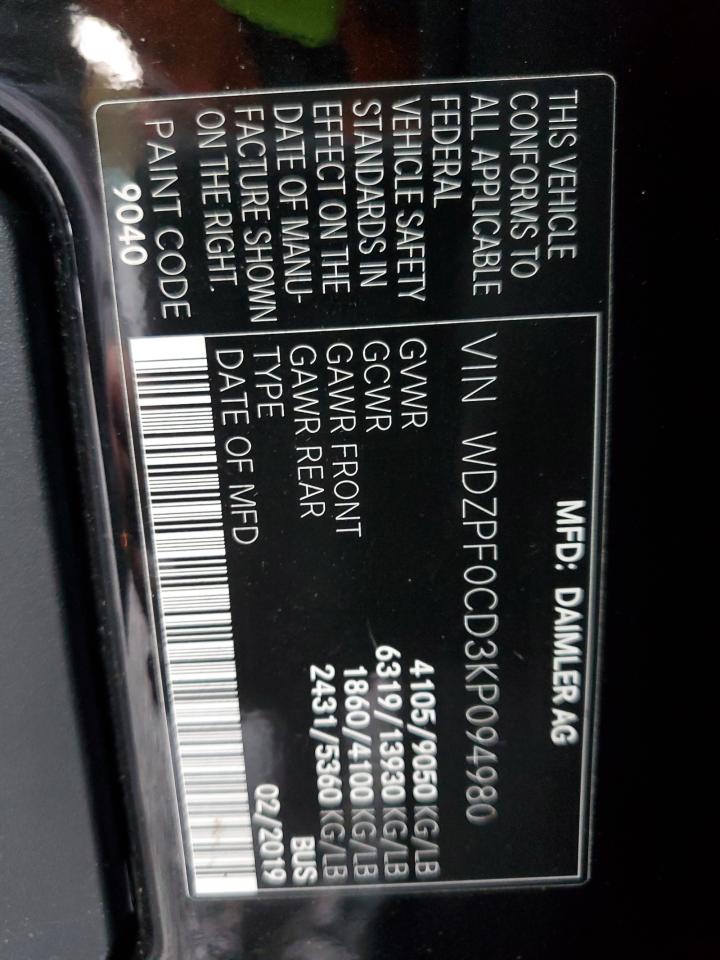 THIS VEHICLE
CONFORMS TO
ALL APPLICABLE
FEDERAL
VEHICLE SAFETY
STANDARDS IN
EFFECT ON THE
DATE OF MANU-
FACTURE SHOWN
ON THE RIGHT.
PAINT CODE
9040
MFD: DAIMLER AG
VIN WDZPF0CD3KP094980
GVWR 4105/9050 KG/LB
GCWR 6319/13930 KG/LB
GAWR FRONT 1860/4100 KG/LB
GAWR REAR 2431/5360 KG/LB
TYPE BUS
DATE OF MFD 02/2019